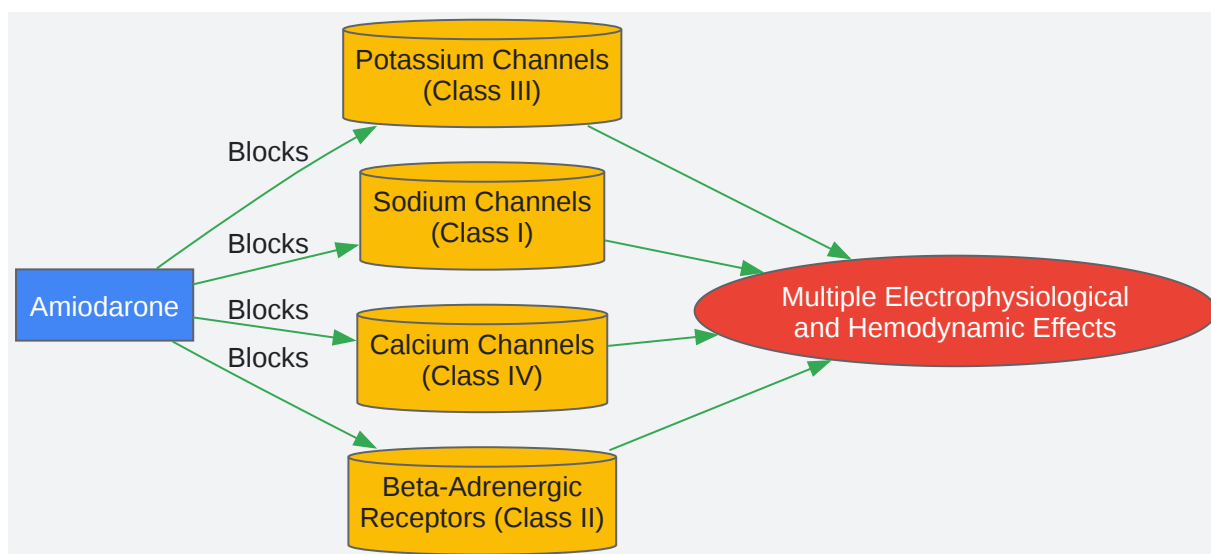 Potassium Channels
(Class III)
Blocks
Sodium Channels
(Class I)
Blocks
Amiodarone
Multiple Electrophysiological
and Hemodynamic Effects
Blocks
Calcium Channels
(Class IV)
Blocks
Beta-Adrenergic
Receptors (Class II)